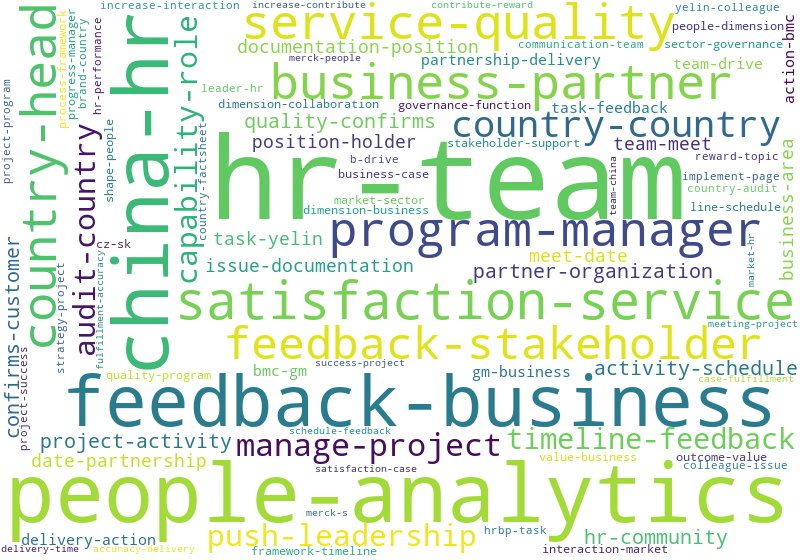 increase-interaction
increase-contribute
contribute-reward
yelin-colleague
people-dimension
service-quality
documentation-position
communication-team
sector-governance
merck-people
partnership-delivery
team-drive
action-bmc
country-head
process-framework
progress-manager
brand-country
hr-performance
china-hr
capability-role
leader-hr
business-partner
project-program
dimension-collaboration
governance-function
task-feedback
quality-confirms
country-country
position-holder
stakeholder-support
team-meet
shape-people
b-drive
reward-topic
business-area
audit-country
country-factsheet
hr-team
business-case
implement-page
team-china
country-audit
market-sector
dimension-business
line-schedule
cz-sk
task-yelin
program-manager
market-hr
confirms-customer
issue-documentation
meet-date
partner-organization
strategy-project
fulfillment-accuracy
satisfaction-service
project-success
feedback-stakeholder
meeting-project
quality-program
bmc-gm
success-project
gm-business
activity-schedule
case-fulfillment
feedback-business
project-activity
schedule-feedback
manage-project
timeline-feedback
date-partnership
satisfaction-case
value-business
outcome-value
colleague-issue
people-analytics
merck-s
delivery-action
push-leadership
hrbp-task
hr-community
delivery-time
accuracy-delivery
framework-timeline
interaction-market